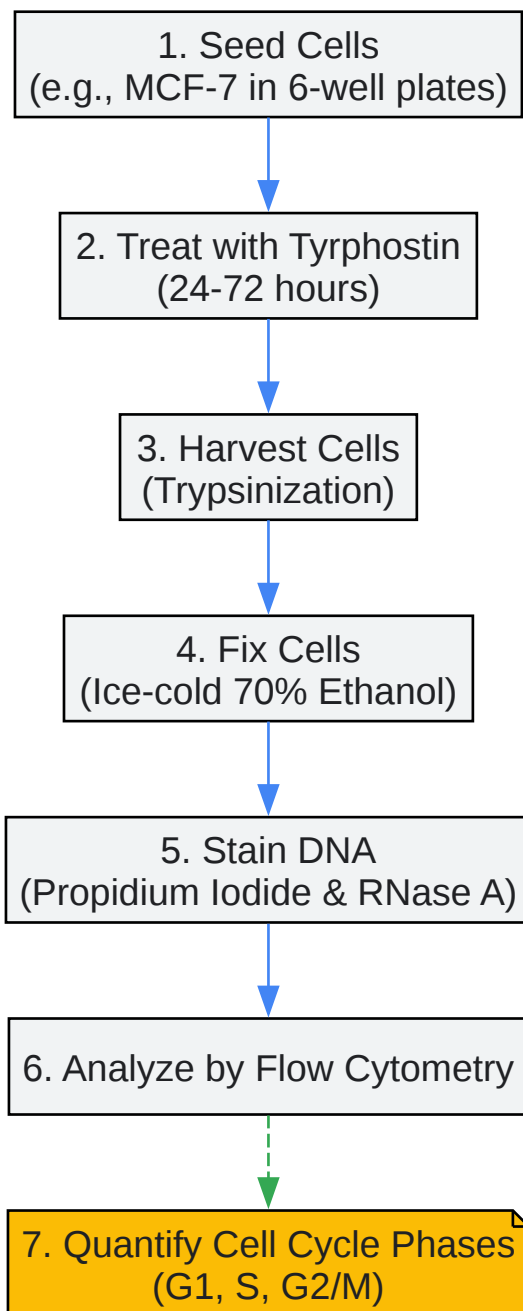 1. Seed Cells
(e.g., MCF-7 in 6-well plates)
2. Treat with Tyrphostin
(24-72 hours)
3. Harvest Cells
(Trypsinization)
4. Fix Cells
(Ice-cold 70% Ethanol)
5. Stain DNA
(Propidium Iodide & RNase A)
6. Analyze by Flow Cytometry
7. Quantify Cell Cycle Phases
(G1, S, G2/M)